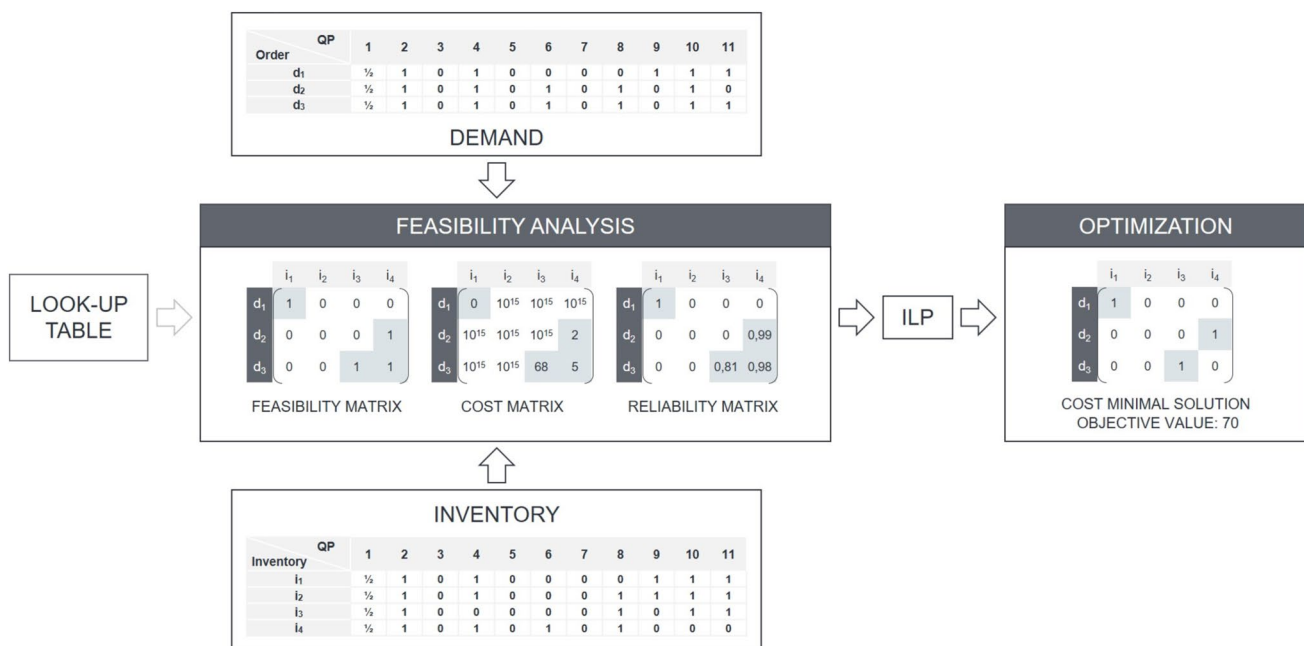 QP 1 2 3 4 5 6 7 8 9 10 11
Order
d₁ ½ 1 0 1 0 0 0 0 1 1 1
d₂ ½ 1 0 1 0 1 0 1 0 1 0
d₃ ½ 1 0 1 0 1 0 1 0 1 1
DEMAND
LOOK-UP
TABLE
FEASIBILITY ANALYSIS
i₁ i₂ i₃ i₄
d₁ 1 0 0 0
d₂ 0 0 0 1
d₃ 0 0 1 1
FEASIBILITY MATRIX
i₁ i₂ i₃ i₄
d₁ 0 10¹⁵ 10¹⁵ 10¹⁵
d₂ 10¹⁵ 10¹⁵ 10¹⁵ 2
d₃ 10¹⁵ 10¹⁵ 68 5
COST MATRIX
i₁ i₂ i₃ i₄
d₁ 1 0 0 0
d₂ 0 0 0 0,99
d₃ 0 0 0,81 0,98
RELIABILITY MATRIX
ILP
OPTIMIZATION
i₁ i₂ i₃ i₄
d₁ 1 0 0 0
d₂ 0 0 0 1
d₃ 0 0 1 0
COST MINIMAL SOLUTION
OBJECTIVE VALUE: 70
INVENTORY
QP 1 2 3 4 5 6 7 8 9 10 11
Inventory
i₁ ½ 1 0 1 0 0 0 0 1 1 1
i₂ ½ 1 0 1 0 0 0 1 1 1 1
i₃ ½ 1 0 0 0 0 0 1 0 1 1
i₄ ½ 1 0 1 0 1 0 1 0 0 0